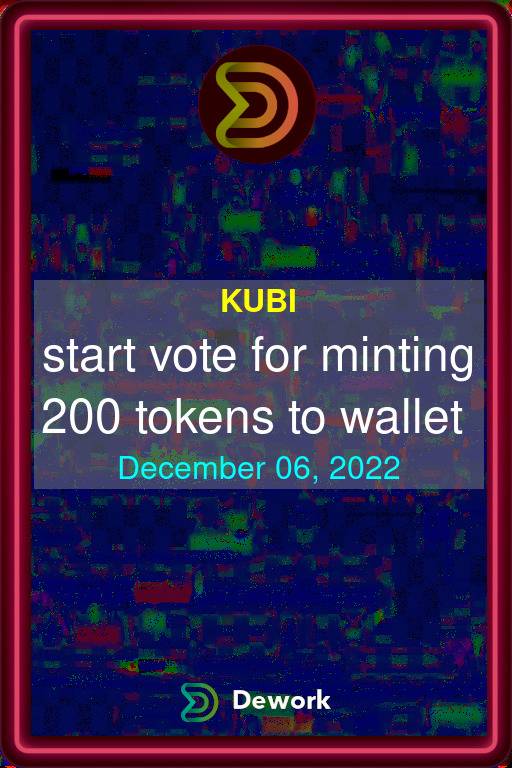 KUBI
start vote for minting
200 tokens to wallet
December 06, 2022
Dework